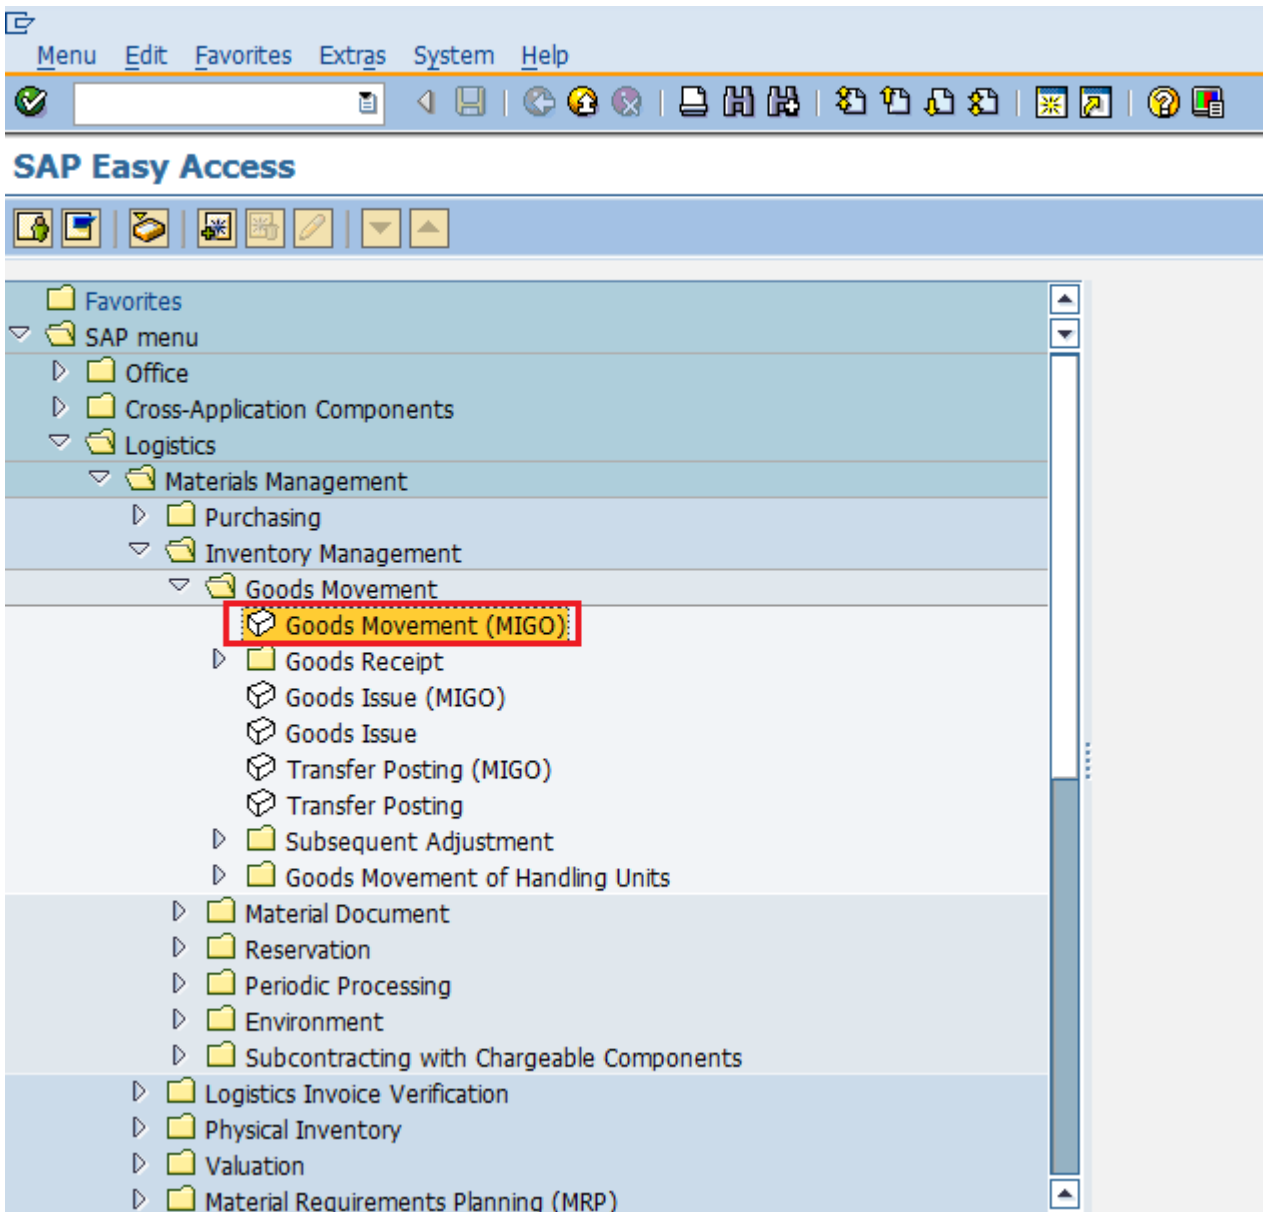 Menu Edit Favorites Extras System Help
SAP Easy Access
Favorites
SAP menu
Office
Cross-Application Components
Logistics
Materials Management
Purchasing
Inventory Management
Goods Movement
Goods Movement (MIGO)
Goods Receipt
Goods Issue (MIGO)
Goods Issue
Transfer Posting (MIGO)
Transfer Posting
Subsequent Adjustment
Goods Movement of Handling Units
Material Document
Reservation
Periodic Processing
Environment
Subcontracting with Chargeable Components
Logistics Invoice Verification
Physical Inventory
Valuation
Material Requirements Planning (MRP)